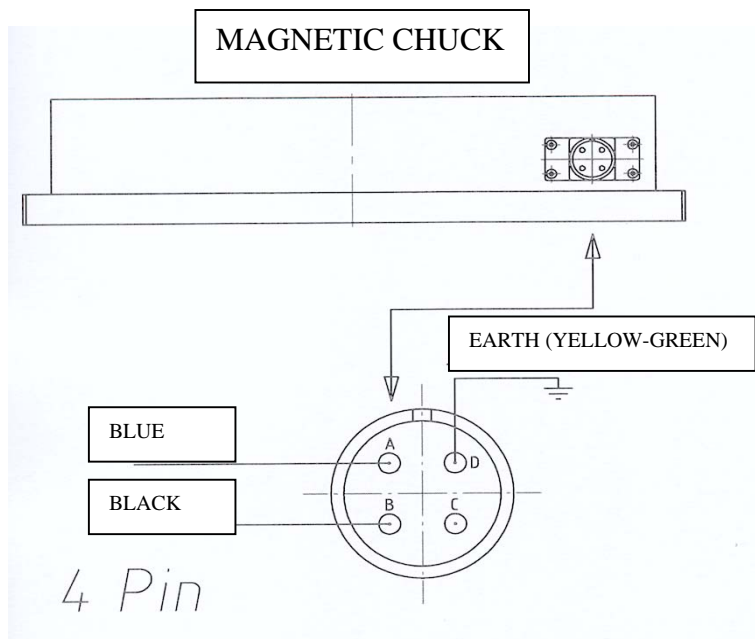 MAGNETIC CHUCK
EARTH (YELLOW-GREEN)
BLUE
A
D
BLACK
B
C
4 Pin